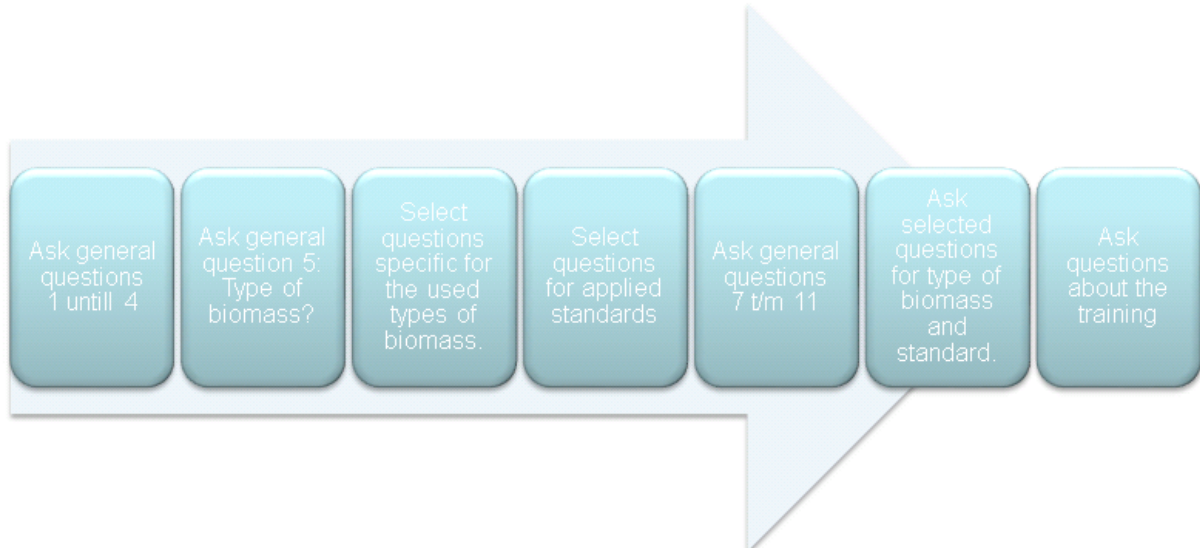 Ask general
questions
1 untill 4
Ask general
question 5:
Type of
biomass?
Select
questions
specific for
the used
types of
biomass.
Select
questions
for applied
standards
Ask general
questions
7 t/m 11
Ask
selected
questions
for type of
biomass
and
standard.
Ask
questions
about the
training